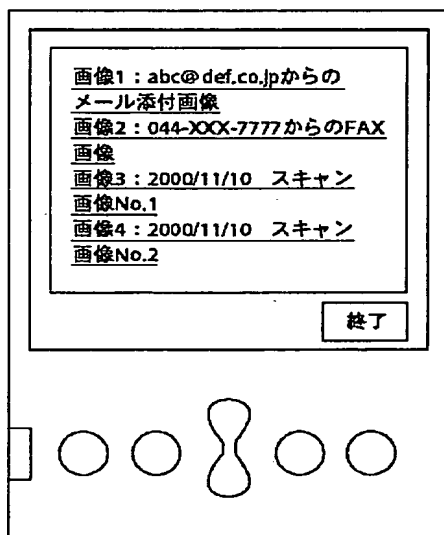 画像1：abc@def.co.jpからの
メール添付画像
画像2：044-XXX-7777からのFAX
画像
画像3：2000/11/10　スキャン
画像No.1
画像4：2000/11/10　スキャン
画像No.2
終了